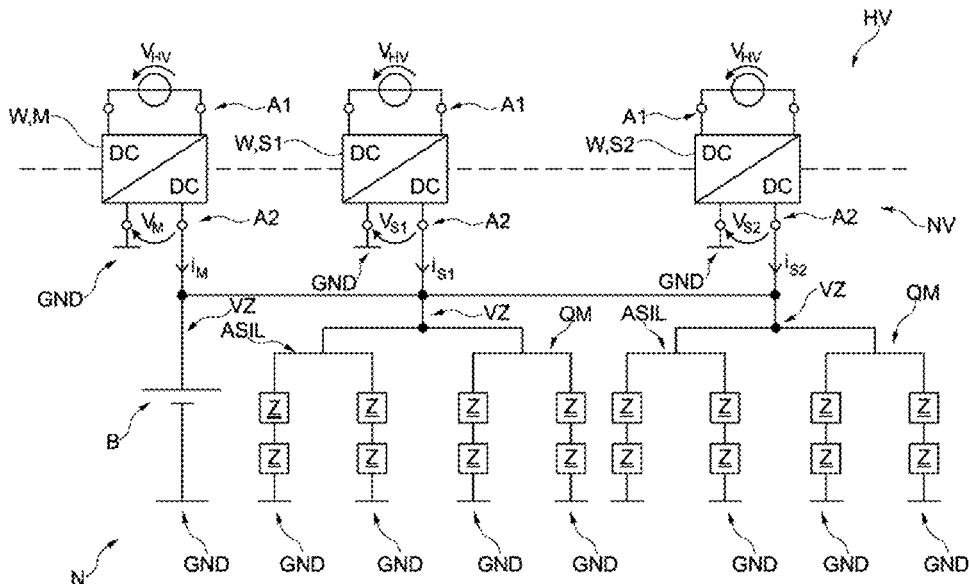 HV
V_HV V_HV V_HV
A1 A1 A1
W,M W,S1 W,S2
DC DC DC
DC DC DC
V_M A2 V_S1 A2 V_S2 A2
NV
GND i_M GND i_S1 GND i_S2
VZ VZ VZ
ASIL QM ASIL QM
B
Z Z Z Z Z Z Z Z
Z Z Z Z Z Z Z Z
N
GND GND GND GND GND GND GND GND